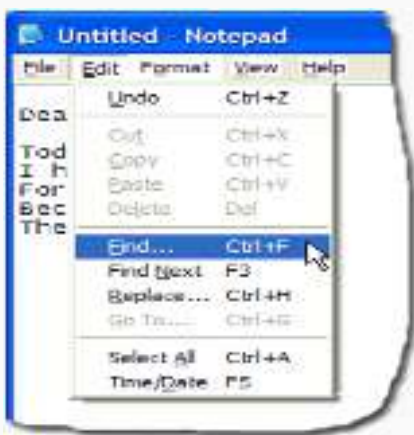 Untitled - Notepad
File Edit Format View Help
Undo Ctrl+Z
Dea
Cut Ctrl+X
Tod
Copy Ctrl+C
I h
Paste Ctrl+V
For
Delete Del
Bec
The
Find... Ctrl+F
Find Next F3
Replace... Ctrl+H
Go To... Ctrl+G
Select All Ctrl+A
Time/Date F5